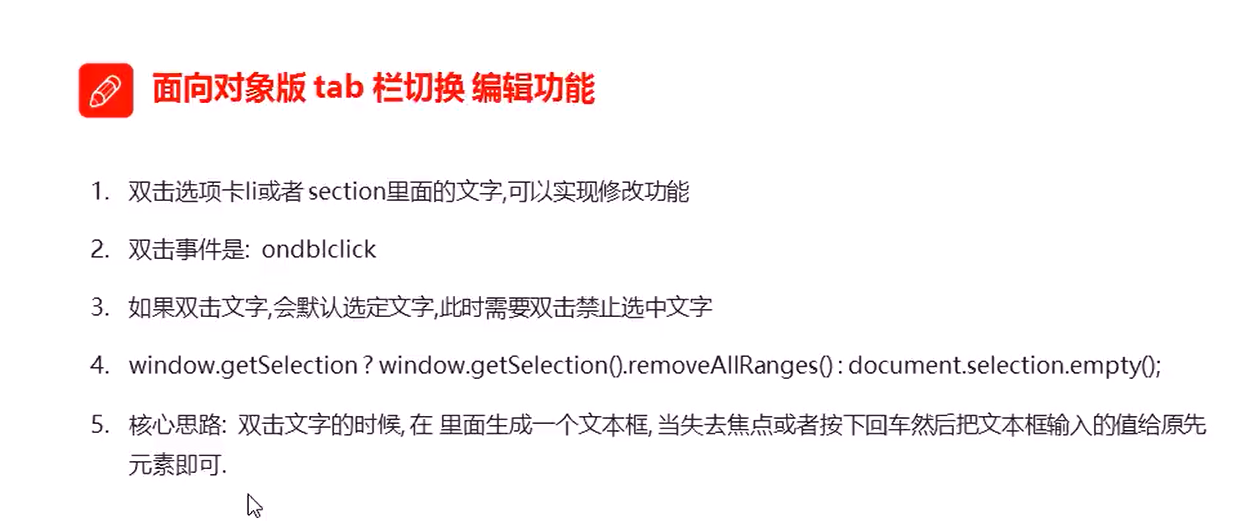 面向对象版 tab 栏切换 编辑功能
1. 双击选项卡li或者 section里面的文字,可以实现修改功能
2. 双击事件是: ondblclick
3. 如果双击文字,会默认选定文字,此时需要双击禁止选中文字
4. window.getSelection ? window.getSelection().removeAllRanges() : document.selection.empty();
5. 核心思路: 双击文字的时候, 在 里面生成一个文本框, 当失去焦点或者按下回车然后把文本框输入的值给原先
元素即可.